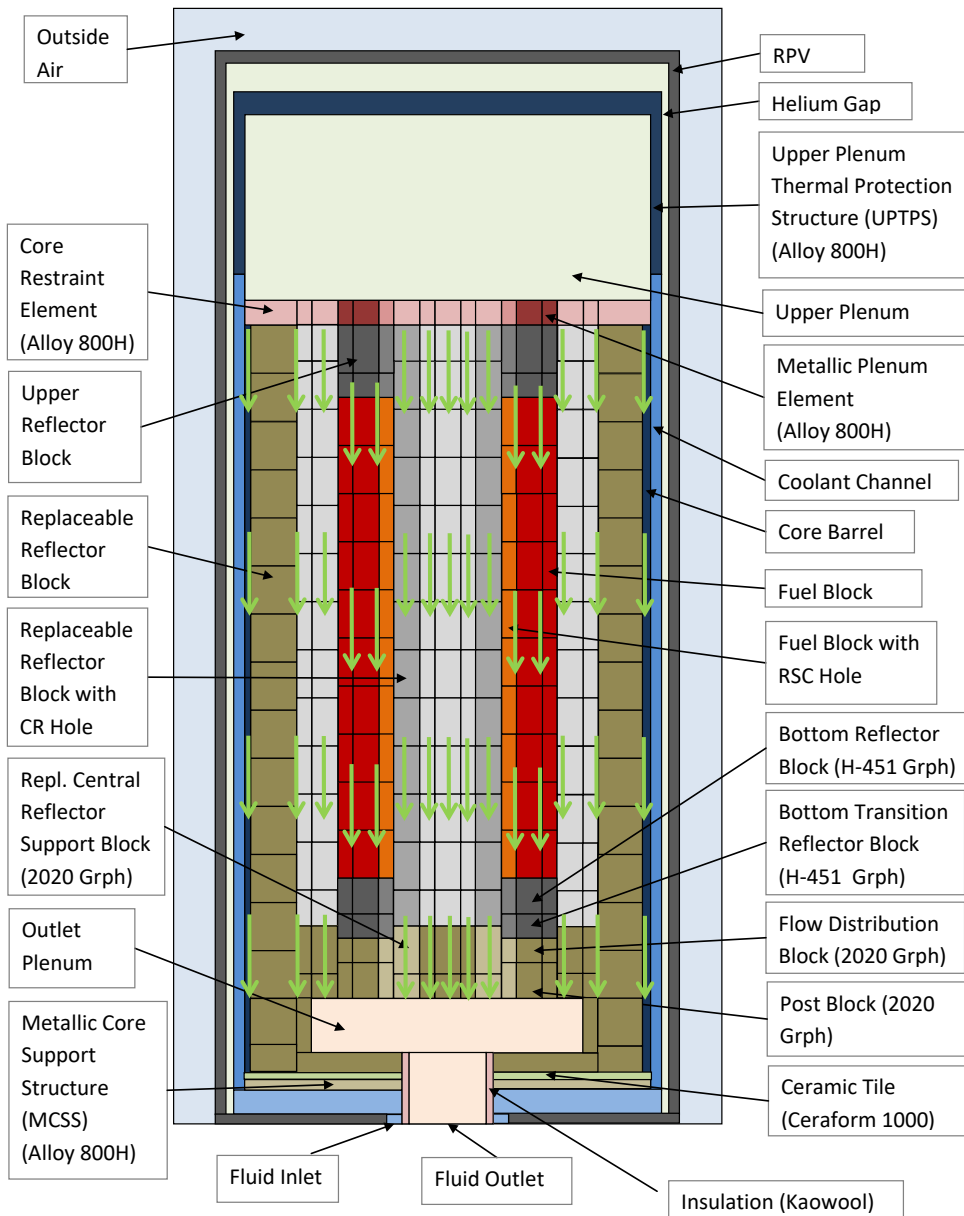 Outside
Air
RPV
Helium Gap
Upper Plenum
Thermal Protection
Structure (UPTPS)
(Alloy 800H)
Core
Restraint
Element
(Alloy 800H)
Upper Plenum
Upper
Reflector
Block
Metallic Plenum
Element
(Alloy 800H)
Coolant Channel
Replaceable
Reflector
Block
Core Barrel
Fuel Block
Replaceable
Reflector
Block with
CR Hole
Fuel Block with
RSC Hole
Bottom Reflector
Block (H-451 Grph)
Repl. Central
Reflector
Support Block
(2020 Grph)
Bottom Transition
Reflector Block
(H-451 Grph)
Outlet
Plenum
Flow Distribution
Block (2020 Grph)
Metallic Core
Support
Structure
(MCSS)
(Alloy 800H)
Post Block (2020
Grph)
Ceramic Tile
(Ceraform 1000)
Fluid Inlet
Fluid Outlet
Insulation (Kaowool)